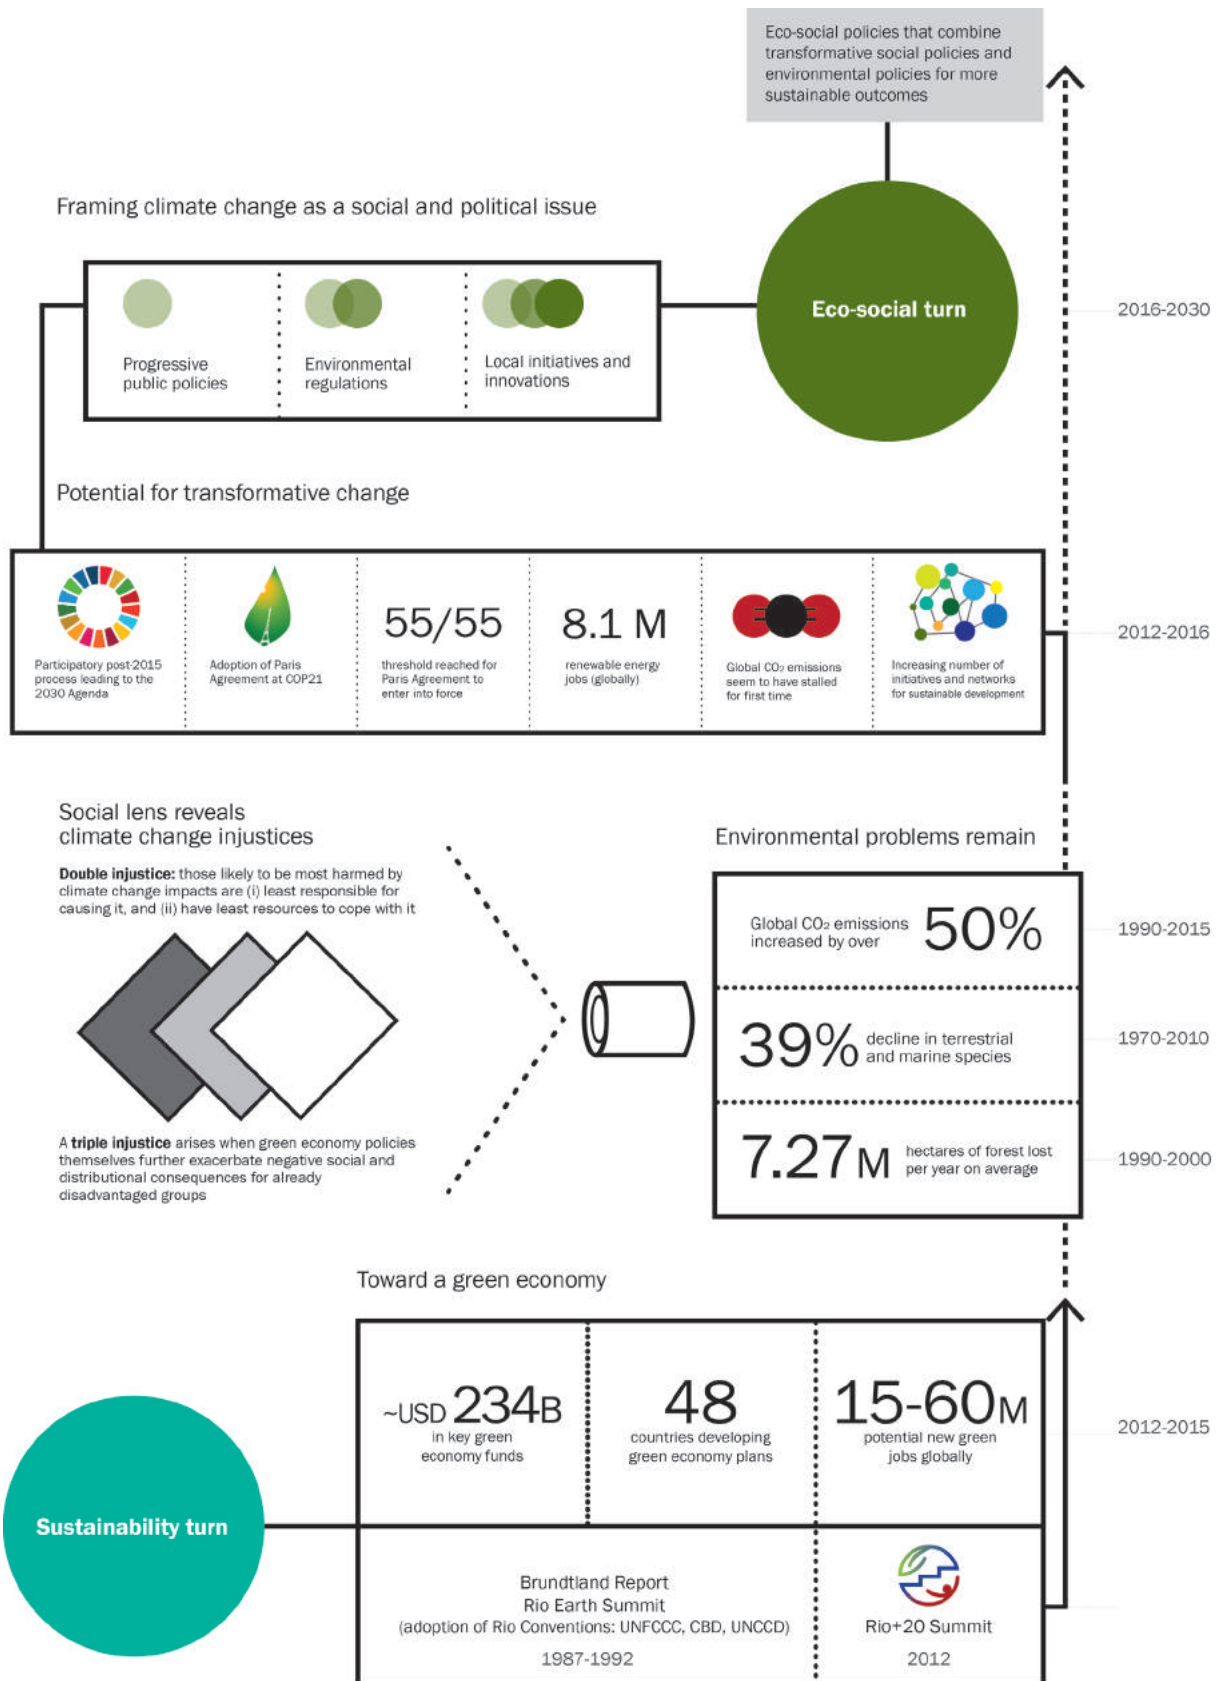 Eco-social policies that combine
transformative social policies and
environmental policies for more
sustainable outcomes
Framing climate change as a social and political issue
Progressive
public policies
Environmental
regulations
Local initiatives and
innovations
Eco-social turn
2016-2030
Potential for transformative change
Participatory post-2015
process leading to the
2030 Agenda
Adoption of Paris
Agreement at COP21
55/55
threshold reached for
Paris Agreement to
enter into force
8.1 M
renewable energy
jobs (globally)
Global CO₂ emissions
seem to have stalled
for first time
Increasing number of
initiatives and networks
for sustainable development
2012-2016
Social lens reveals
climate change injustices
Double injustice: those likely to be most harmed by
climate change impacts are (i) least responsible for
causing it, and (ii) have least resources to cope with it
A triple injustice arises when green economy policies
themselves further exacerbate negative social and
distributional consequences for already
disadvantaged groups
Environmental problems remain
Global CO₂ emissions
increased by over
50%
1990-2015
39%
decline in terrestrial
and marine species
1970-2010
7.27M
hectares of forest lost
per year on average
1990-2000
Toward a green economy
~USD 234B
in key green
economy funds
48
countries developing
green economy plans
15-60M
potential new green
jobs globally
2012-2015
Sustainability turn
Brundtland Report
Rio Earth Summit
(adoption of Rio Conventions: UNFCCC, CBD, UNCCD)
1987-1992
Rio+20 Summit
2012